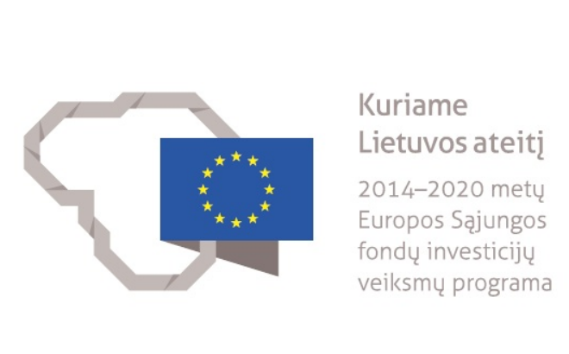 Kuriame
Lietuvos ateitį
2014–2020 metų
Europos Sąjungos
fondų investicijų
veiksmų programa